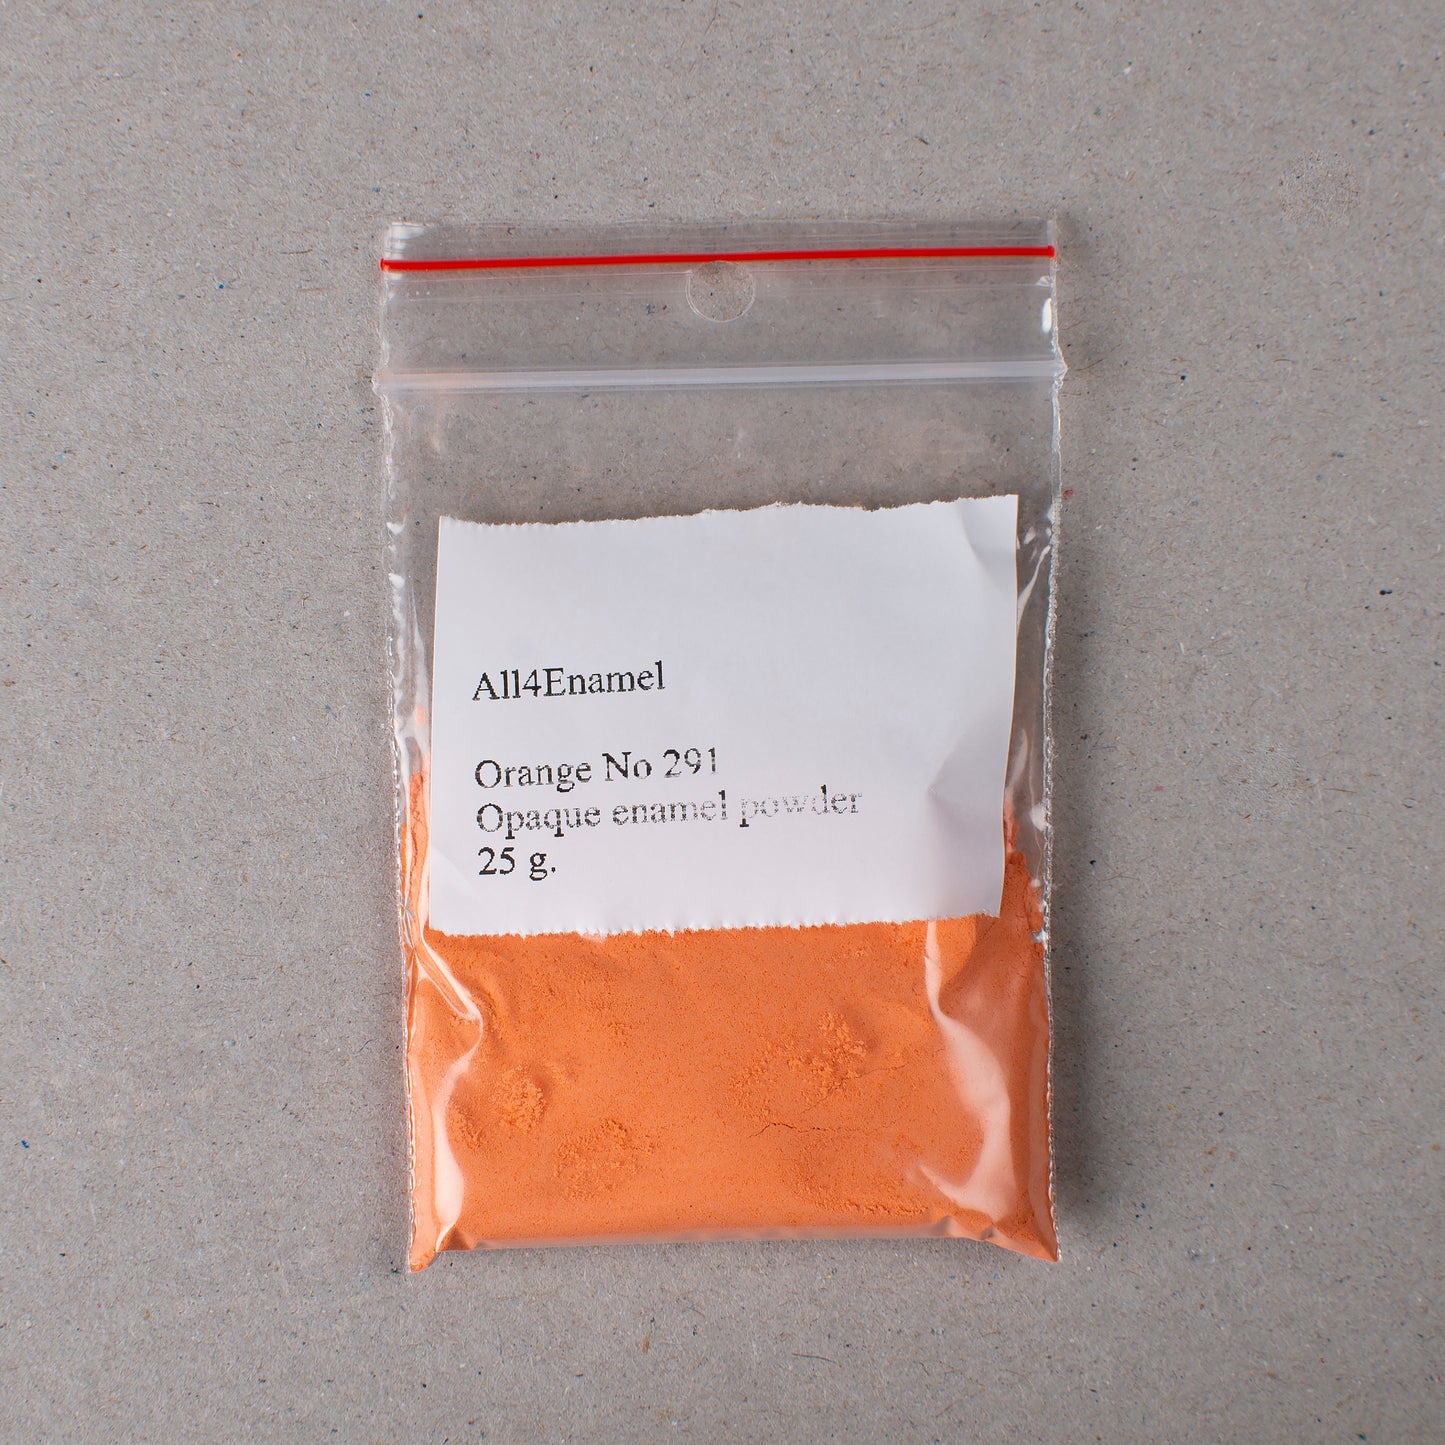 All4Enamel
Orange No 291
Opaque enamel powder
25 g.